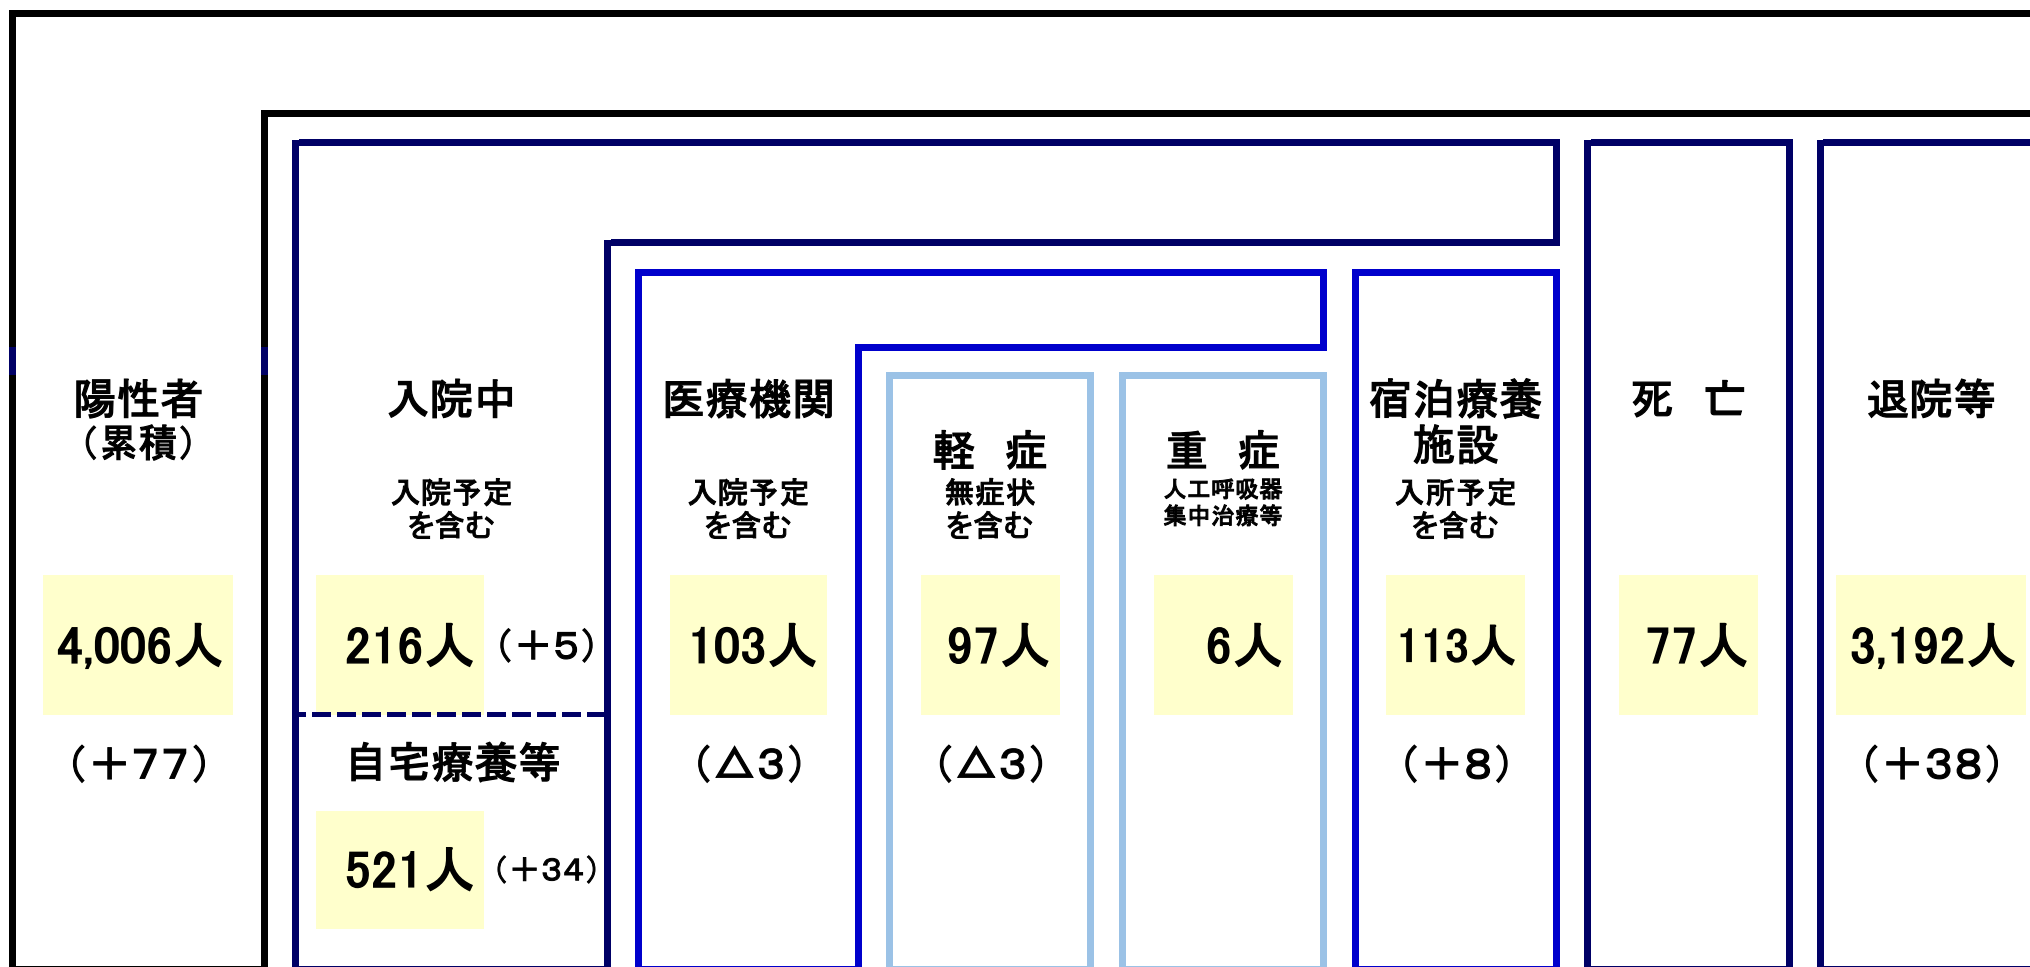 陽性者
（累積）
4,006人
（＋77）
入院中
入院予定
を含む
216人 （＋5）
自宅療養等
521人 （＋34）
医療機関
入院予定
を含む
103人
（△3）
軽　症
無症状
を含む
97人
（△3）
重　症
人工呼吸器
集中治療等
6人
宿泊療養
施設
入所予定
を含む
113人
（＋8）
死　亡
77人
退院等
3,192人
（＋38）